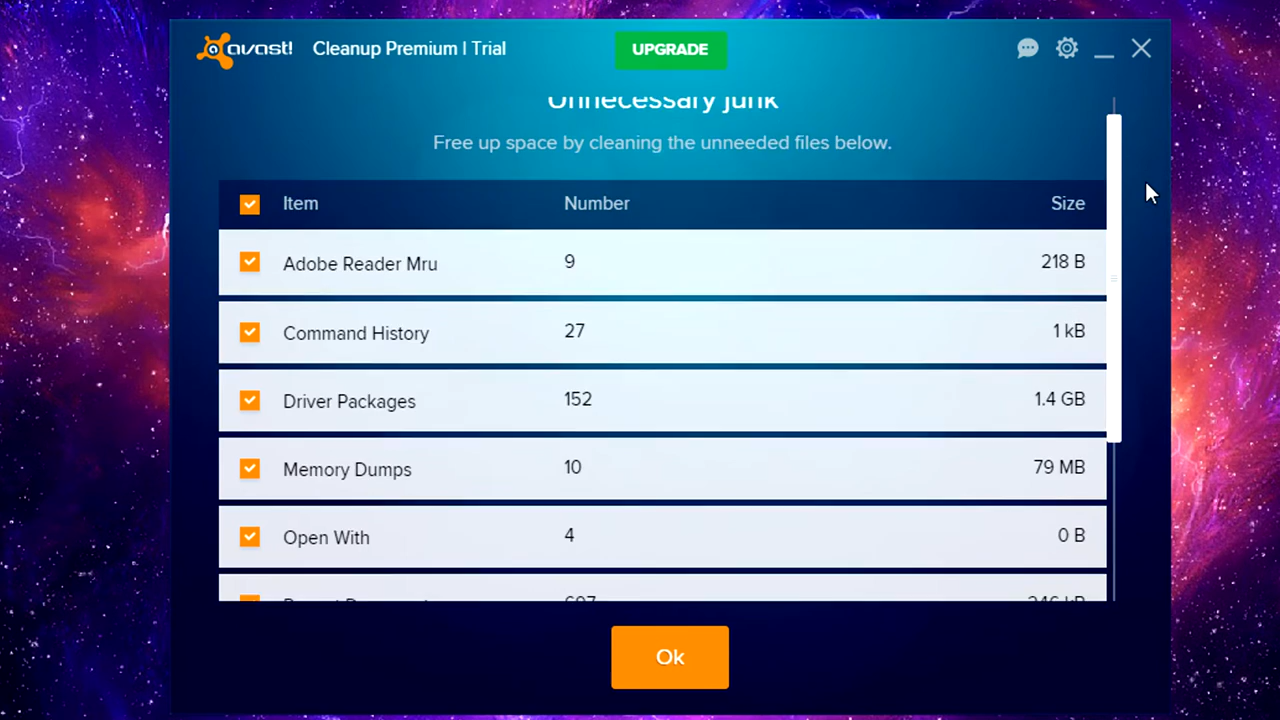 avast! Cleanup Premium | Trial UPGRADE
Unnecessary junk
Free up space by cleaning the unneeded files below.
Item Number Size
Adobe Reader Mru 9 218 B
Command History 27 1 kB
Driver Packages 152 1.4 GB
Memory Dumps 10 79 MB
Open With 4 0 B
Ok